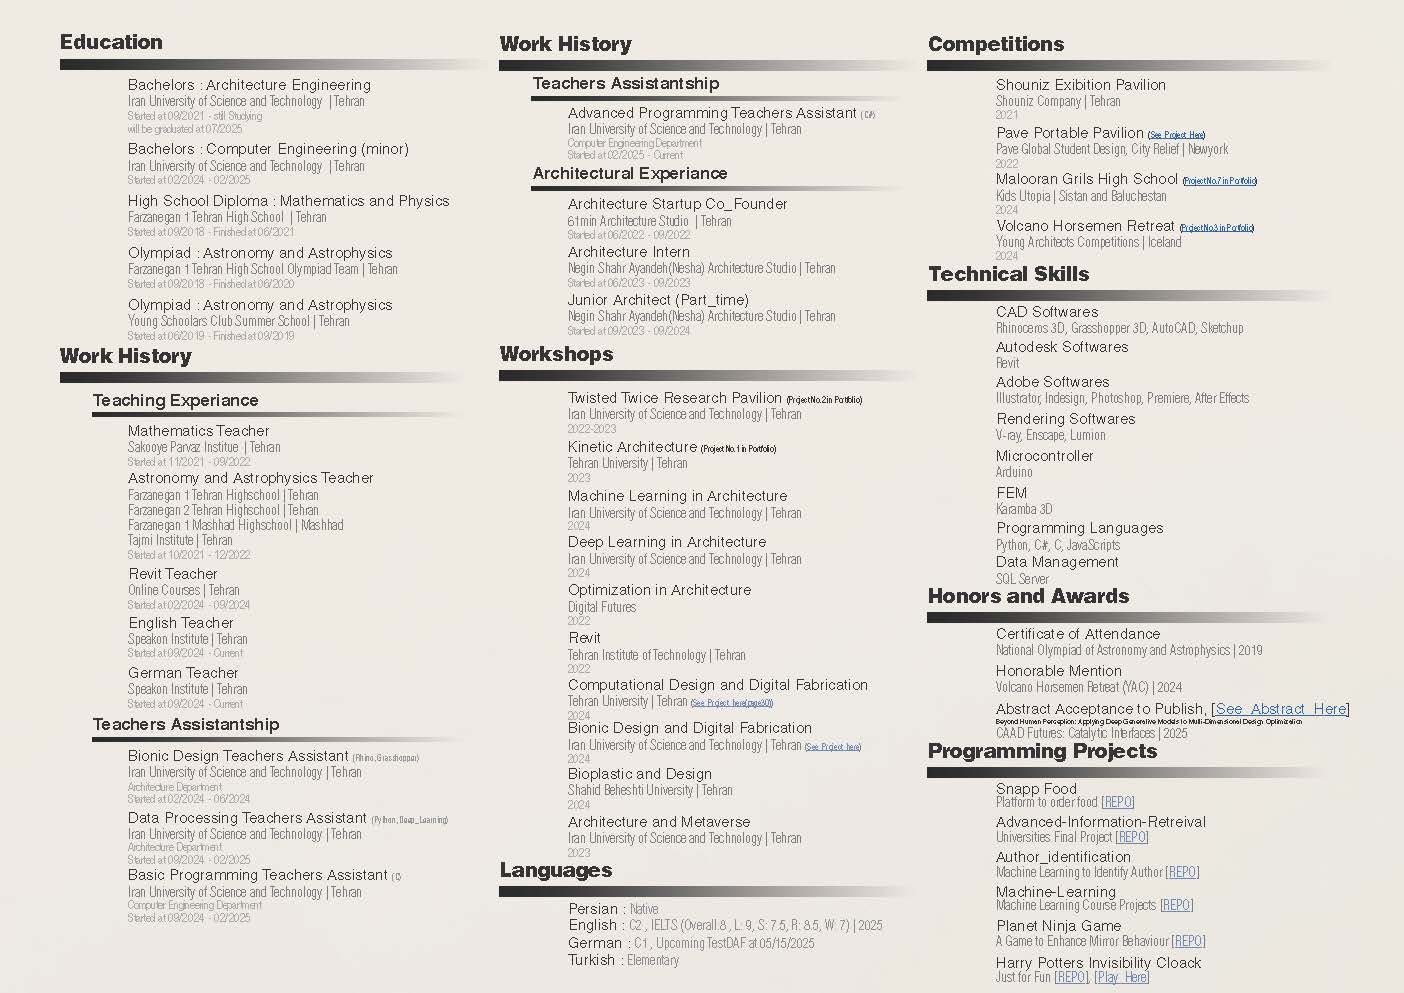 Education
Bachelors : Architecture Engineering
Iran University of Science and Technology | Tehran
Started at 09/2021 - still Studying
will be graduated at 07/2025
Bachelors : Computer Engineering (minor)
Iran University of Science and Technology | Tehran
Started at 02/2024 - 02/2025
High School Diploma : Mathematics and Physics
Farzanegan 1 Tehran High School | Tehran
Started at 09/2018 - Finished at 06/2021
Olympiad : Astronomy and Astrophysics
Farzanegan 1 Tehran High School Olympiad Team | Tehran
Started at 09/2018 - Finished at 06/2020
Olympiad : Astronomy and Astrophysics
Young Schoolars Club Summer School | Tehran
Started at 06/2019 - Finished at 09/2019
Work History
Teaching Experiance
Mathematics Teacher
Sakooye Parvaz Institue | Tehran
Started at 11/2021 - 09/2022
Astronomy and Astrophysics Teacher
Farzanegan 1 Tehran Highschool | Tehran
Farzanegan 2 Tehran Highschool | Tehran
Farzanegan 1 Mashhad Highschool | Mashhad
Tajmi Institute | Tehran
Started at 10/2021 - 12/2022
Revit Teacher
Online Courses | Tehran
Started at 02/2024 - 09/2024
English Teacher
Speakon Institute | Tehran
Started at 09/2024 - Current
German Teacher
Speakon Institute | Tehran
Started at 09/2024 - Current
Teachers Assistantship
Bionic Design Teachers Assistant (Rhino, Grasshopper)
Iran University of Science and Technology | Tehran
Architecture Department
Started at 02/2024 - 06/2024
Data Processing Teachers Assistant (Python, Deep_Learning)
Iran University of Science and Technology | Tehran
Architecture Department
Started at 09/2024 - 02/2025
Basic Programming Teachers Assistant (C)
Iran University of Science and Technology | Tehran
Computer Engineering Department
Started at 09/2024 - 02/2025
Work History
Teachers Assistantship
Advanced Programming Teachers Assistant (C#)
Iran University of Science and Technology | Tehran
Computer Engineering Department
Started at 02/2025 - Current
Architectural Experiance
Architecture Startup Co_Founder
61min Architecture Studio | Tehran
Started at 06/2022 - 09/2022
Architecture Intern
Negin Shahr Ayandeh(Nesha) Architecture Studio | Tehran
Started at 06/2023 - 09/2023
Junior Architect (Part_time)
Negin Shahr Ayandeh(Nesha) Architecture Studio | Tehran
Started at 09/2023 - 09/2024
Workshops
Twisted Twice Research Pavilion (Project No.2 in Portfolio)
Iran University of Science and Technology | Tehran
2022-2023
Kinetic Architecture (Project No.1 in Portfolio)
Tehran University | Tehran
2023
Machine Learning in Architecture
Iran University of Science and Technology | Tehran
2024
Deep Learning in Architecture
Iran University of Science and Technology | Tehran
2024
Optimization in Architecture
Digital Futures
2022
Revit
Tehran Institute of Technology | Tehran
2022
Computational Design and Digital Fabrication
Tehran University | Tehran (See Project here(page30))
2024
Bionic Design and Digital Fabrication
Iran University of Science and Technology | Tehran (See Project here)
2024
Bioplastic and Design
Shahid Beheshti University | Tehran
2024
Architecture and Metaverse
Iran University of Science and Technology | Tehran
2023
Languages
Persian : Native
English : C2 , IELTS (Overall:8 , L: 9, S: 7.5, R: 8.5, W: 7) | 2025
German : C1 , Upcoming TestDAF at 05/15/2025
Turkish : Elementary
Competitions
Shouniz Exibition Pavilion
Shouniz Company | Tehran
2021
Pave Portable Pavilion (See Project Here)
Pave Global Student Design, City Relief | Newyork
2022
Malooran Grils High School (Project No.7 in Portfolio)
Kids Utopia | Sistan and Baluchestan
2024
Volcano Horsemen Retreat (Project No.3 in Portfolio)
Young Architects Competitions | Iceland
2024
Technical Skills
CAD Softwares
Rhinoceros 3D, Grasshopper 3D, AutoCAD, Sketchup
Autodesk Softwares
Revit
Adobe Softwares
Illustrator, Indesign, Photoshop, Premiere, After Effects
Rendering Softwares
V-ray, Enscape, Lumion
Microcontroller
Arduino
FEM
Karamba 3D
Programming Languages
Python, C#, C, JavaScripts
Data Management
SQL Server
Honors and Awards
Certificate of Attendance
National Olympiad of Astronomy and Astrophysics | 2019
Honorable Mention
Volcano Horsemen Retreat (YAC) | 2024
Abstract Acceptance to Publish, [See_Abstract_Here]
Beyond Human Perception: Applying Deep Generative Models to Multi-Dimensional Design Optimization
CAAD Futures: Catalytic Interfaces | 2025
Programming Projects
Snapp Food
Platform to order food [REPO]
Advanced-Information-Retreival
Universities Final Project [REPO]
Author_identification
Machine Learning to Identify Author [REPO]
Machine-Learning
Machine Learning Course Projects [REPO]
Planet Ninja Game
A Game to Enhance Mirror Behaviour [REPO]
Harry Potters Invisibility Cloack
Just for Fun [REPO], [Play_Here]